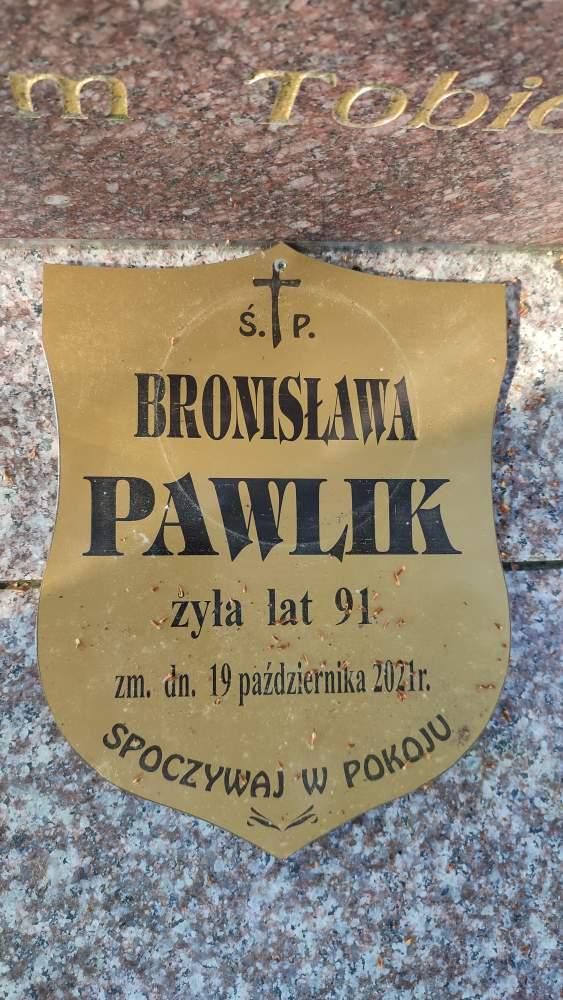 m Tobie
Ś. P.
BRONISŁAWA
PAWLIK
żyła lat 91
zm. dn. 19 października 2021r.
SPOCZYWAJ W POKOJU